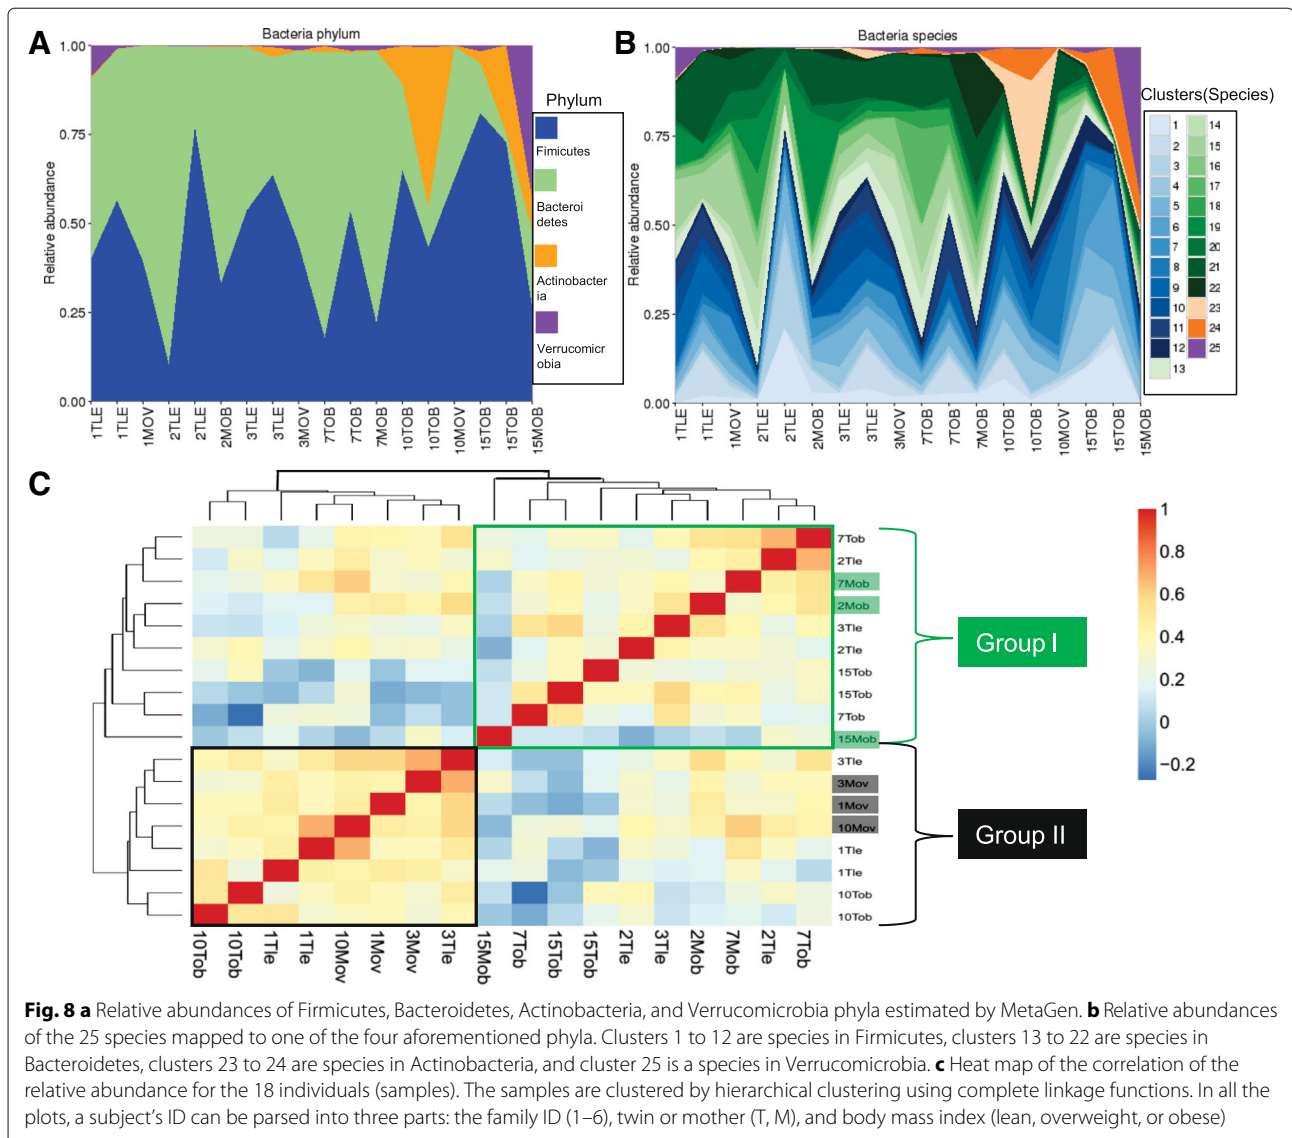 A
Bacteria phylum
1.00
0.75
0.50
0.25
0.00
Relative abundance
1TLE
1TLE
1MOV
2TLE
2TLE
2MOB
3TLE
3TLE
3MOV
7TOB
7TOB
7MOB
10TOB
10TOB
10MOV
15TOB
15TOB
15MOB
Phylum
Fimicutes
Bacteroi
detes
Actinobacter
ia
Verrucomicr
obia
B
Bacteria species
1.00
0.75
0.50
0.25
0.00
Relative abundance
1TLE
1TLE
1MOV
2TLE
2TLE
2MOB
3TLE
3TLE
3MOV
7TOB
7TOB
7MOB
10TOB
10TOB
10MOV
15TOB
15TOB
15MOB
Clusters(Species)
1
2
3
4
5
6
7
8
9
10
11
12
13
14
15
16
17
18
19
20
21
22
23
24
25
C
7Tob
2Tle
7Mob
2Mob
3Tle
2Tle
15Tob
15Tob
7Tob
15Mob
3Tle
3Mov
1Mov
10Mov
1Tle
1Tle
10Tob
10Tob
10Tob
10Tob
1Tle
1Tle
10Mov
1Mov
3Mov
3Tle
15Mob
7Tob
15Tob
15Tob
2Tle
3Tle
2Mob
7Mob
2Tle
7Tob
Group I
Group II
1
0.8
0.6
0.4
0.2
0
−0.2
Fig. 8 a Relative abundances of Firmicutes, Bacteroidetes, Actinobacteria, and Verrucomicrobia phyla estimated by MetaGen. b Relative abundances
of the 25 species mapped to one of the four aforementioned phyla. Clusters 1 to 12 are species in Firmicutes, clusters 13 to 22 are species in
Bacteroidetes, clusters 23 to 24 are species in Actinobacteria, and cluster 25 is a species in Verrucomicrobia. c Heat map of the correlation of the
relative abundance for the 18 individuals (samples). The samples are clustered by hierarchical clustering using complete linkage functions. In all the
plots, a subject's ID can be parsed into three parts: the family ID (1–6), twin or mother (T, M), and body mass index (lean, overweight, or obese)